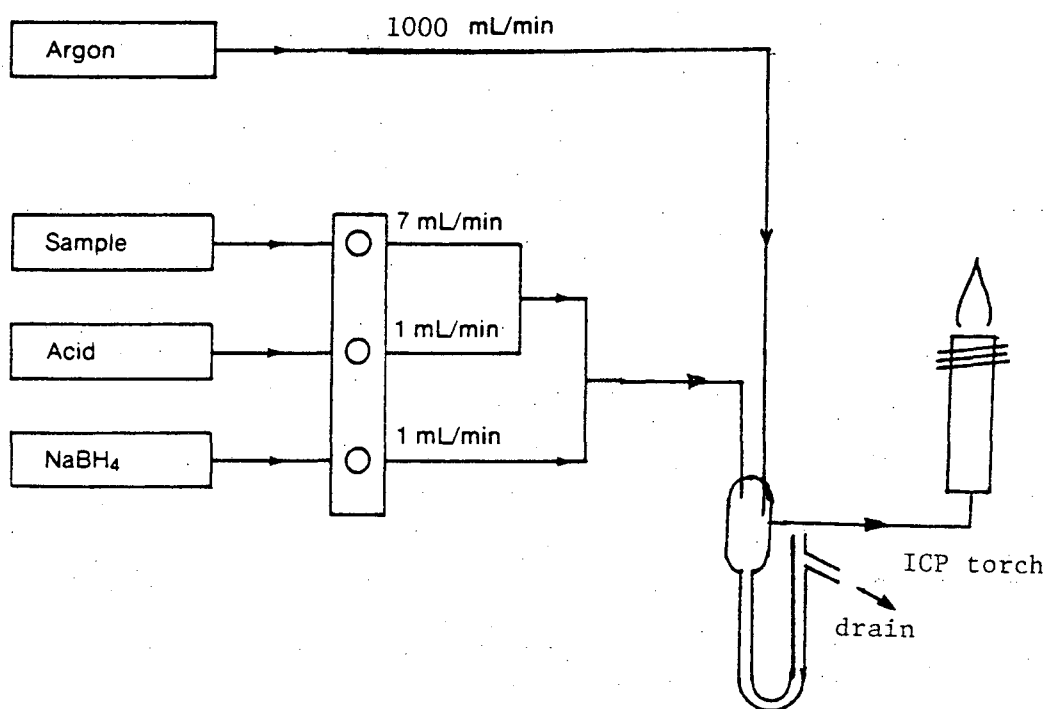 Argon
1000 mL/min
Sample
7 mL/min
Acid
1 mL/min
NaBH₄
1 mL/min
ICP torch
drain